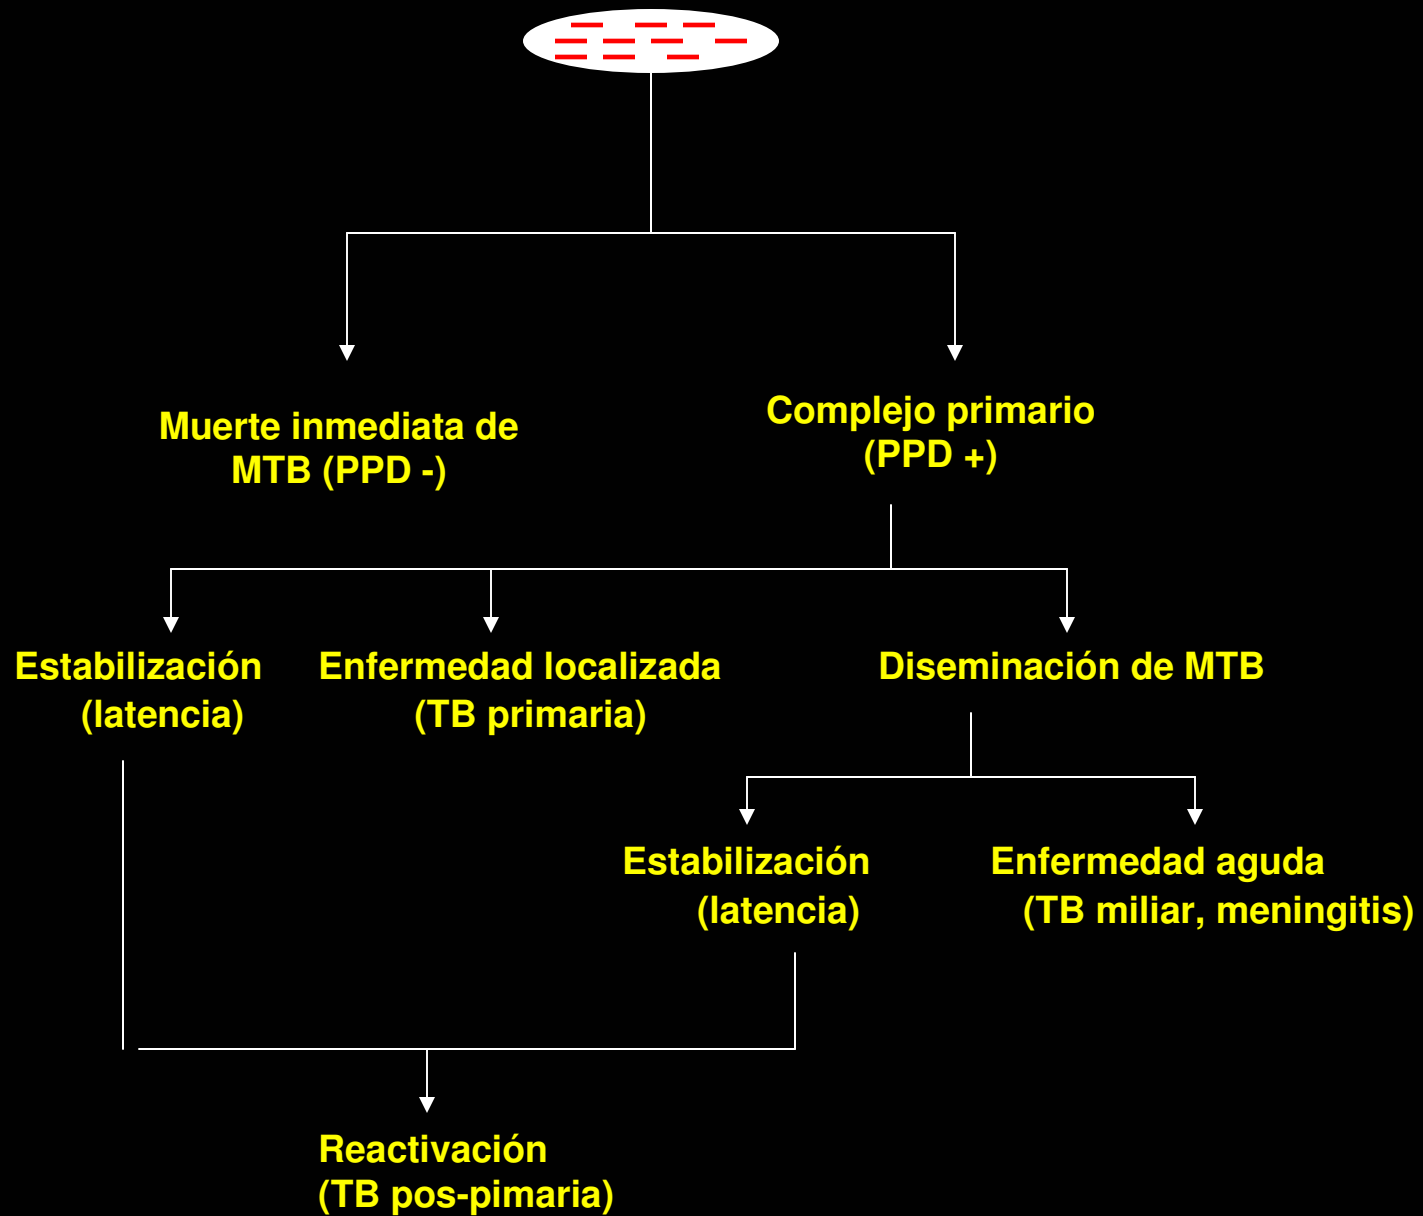 Muerte inmediata de
MTB (PPD -)
Complejo primario
(PPD +)
Estabilización
(latencia)
Enfermedad localizada
(TB primaria)
Diseminación de MTB
Estabilización
(latencia)
Enfermedad aguda
(TB miliar, meningitis)
Reactivación
(TB pos-pimaria)